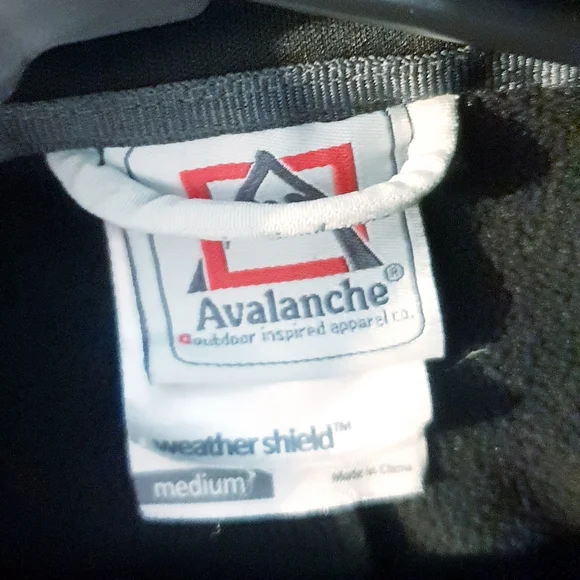 Avalanche®
outdoor inspired apparel co.
weather shield™
medium
Made in China